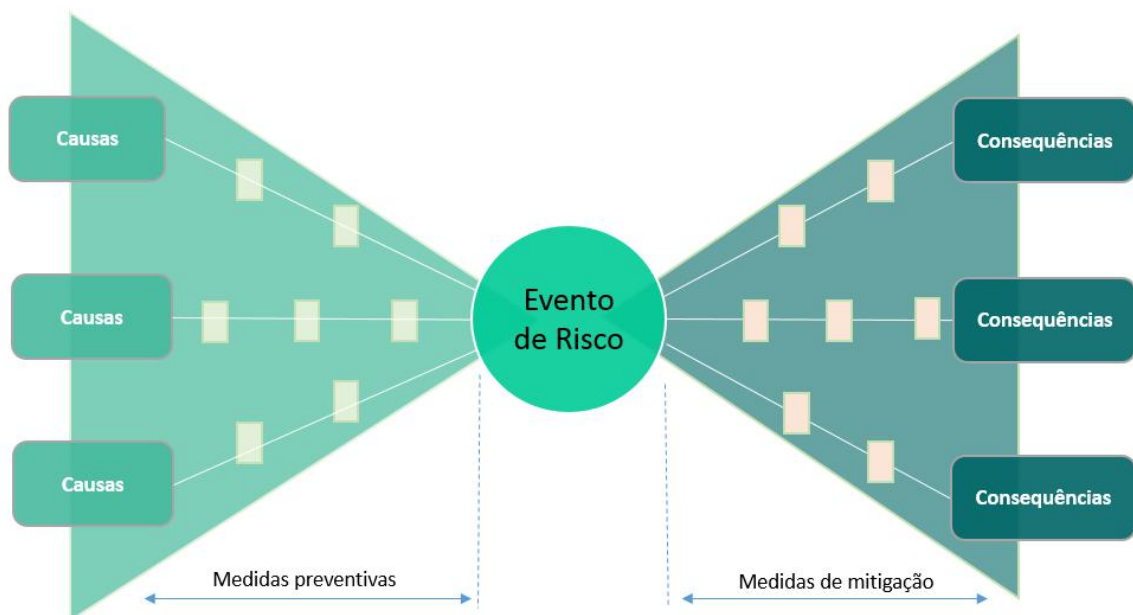 Causas
Causas
Causas
Evento
de Risco
Consequências
Consequências
Consequências
Medidas preventivas
Medidas de mitigação